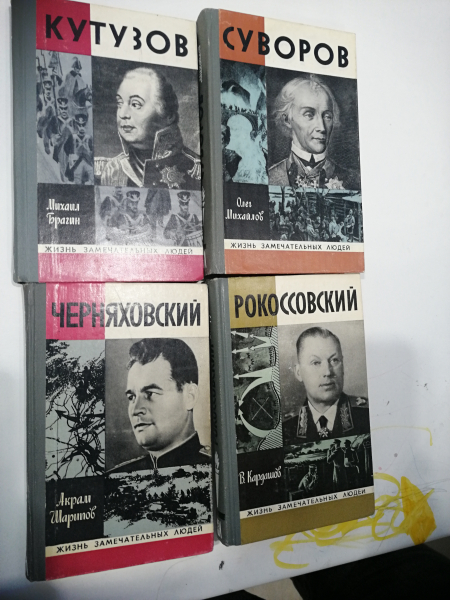 КУТУЗОВ
Михаил
Брагин
ЖИЗНЬ ЗАМЕЧАТЕЛЬНЫХ ЛЮДЕЙ
СУВОРОВ
Олег
Михайлов
ЖИЗНЬ ЗАМЕЧАТЕЛЬНЫХ ЛЮДЕЙ
ЧЕРНЯХОВСКИЙ
Акрам
Шарипов
ЖИЗНЬ ЗАМЕЧАТЕЛЬНЫХ ЛЮДЕЙ
РОКОССОВСКИЙ
В. Кардашов
ЖИЗНЬ ЗАМЕЧАТЕЛЬНЫХ ЛЮДЕЙ